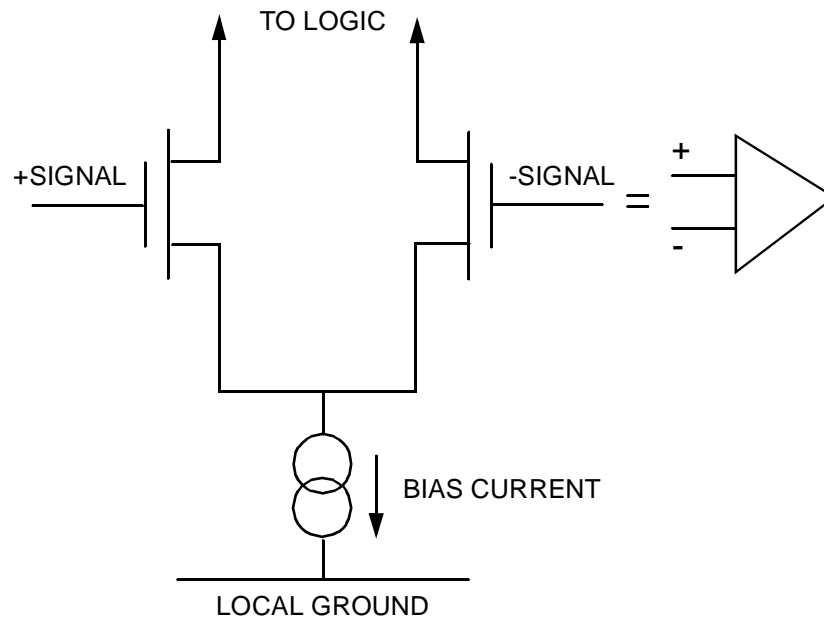 TO LOGIC
+SIGNAL
-SIGNAL
=
+
-
BIAS CURRENT
LOCAL GROUND